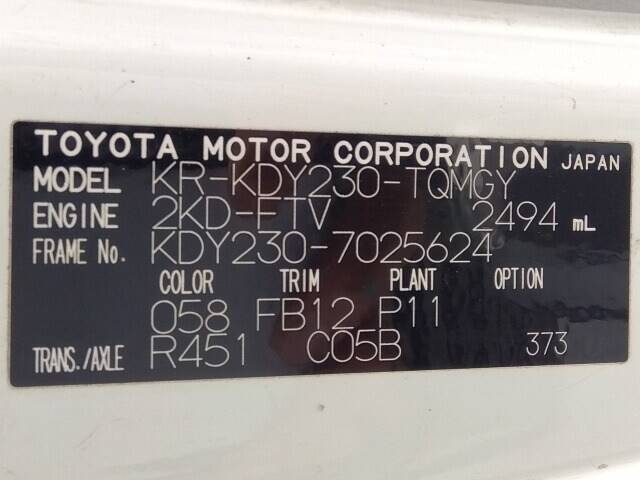 TOYOTA MOTOR CORPORATION JAPAN
MODEL KR-KDY230-TQMGY
ENGINE 2KD-FTV 2494 mL
FRAME No. KDY230-7025624
COLOR TRIM PLANT OPTION
058 FB12 P11
TRANS./AXLE R451 C05B 373